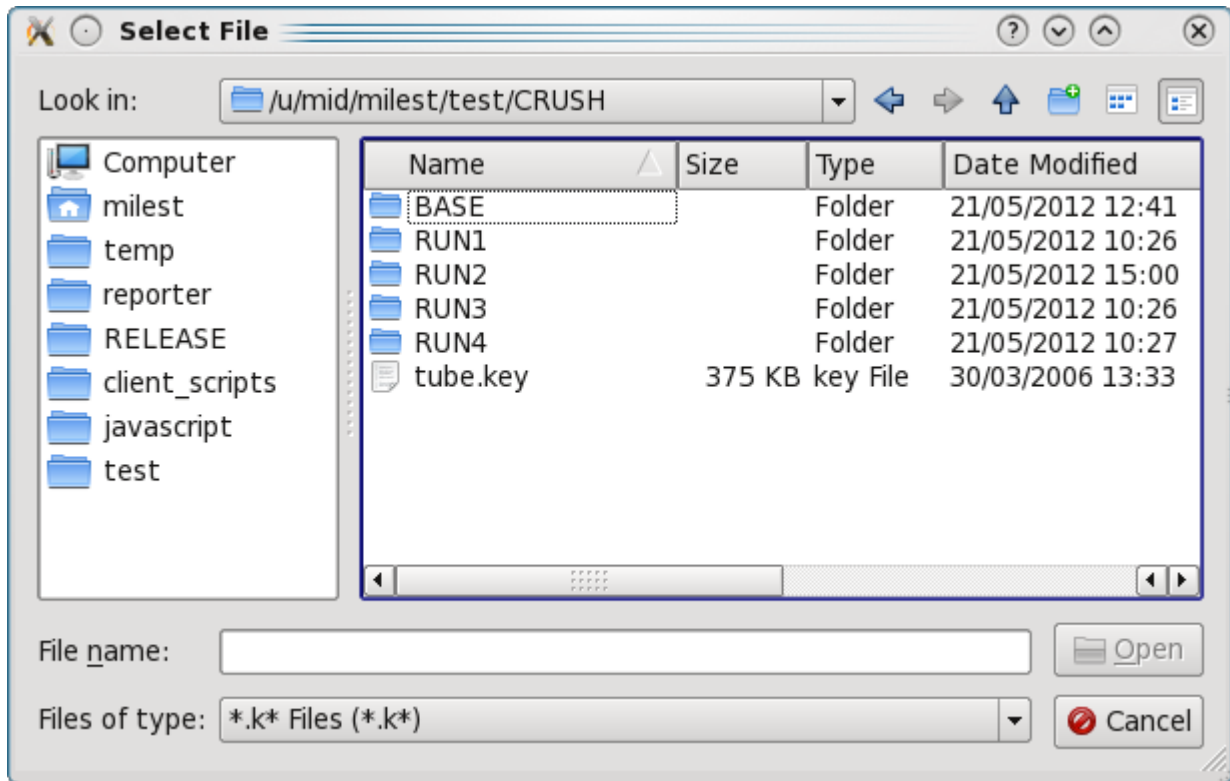 Select File
Look in: /u/mid/milest/test/CRUSH
Computer
milest
temp
reporter
RELEASE
client_scripts
javascript
test
Name Size Type Date Modified
BASE Folder 21/05/2012 12:41
RUN1 Folder 21/05/2012 10:26
RUN2 Folder 21/05/2012 15:00
RUN3 Folder 21/05/2012 10:26
RUN4 Folder 21/05/2012 10:27
tube.key 375 KB key File 30/03/2006 13:33
File name: Open
Files of type: *.k* Files (*.k*) Cancel